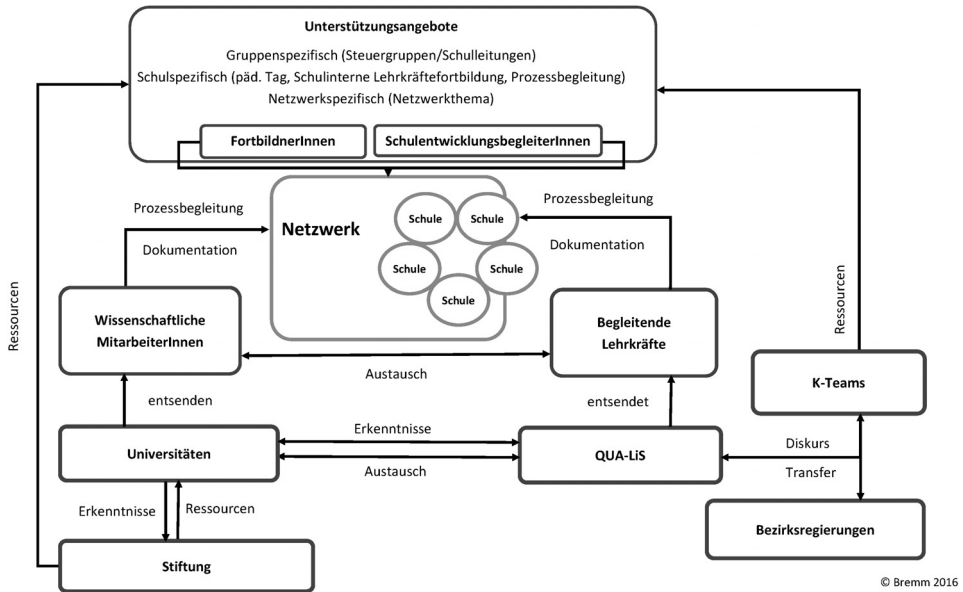 Unterstützungsangebote
Gruppenspezifisch (Steuergruppen/Schulleitungen)
Schulspezifisch (päd. Tag, Schulinterne Lehrkräftefortbildung, Prozessbegleitung)
Netzwerkspezifisch (Netzwerkthema)
FortbildnerInnen
SchulentwicklungsbegleiterInnen
Prozessbegleitung
Dokumentation
Netzwerk
Schule
Schule
Schule
Schule
Schule
Prozessbegleitung
Dokumentation
Ressourcen
Ressourcen
Wissenschaftliche
MitarbeiterInnen
Begleitende
Lehrkräfte
Austausch
K-Teams
entsenden
entsendet
Universitäten
Erkenntnisse
Austausch
QUA-LiS
Diskurs
Transfer
Erkenntnisse
Ressourcen
Bezirksregierungen
Stiftung
© Bremm 2016